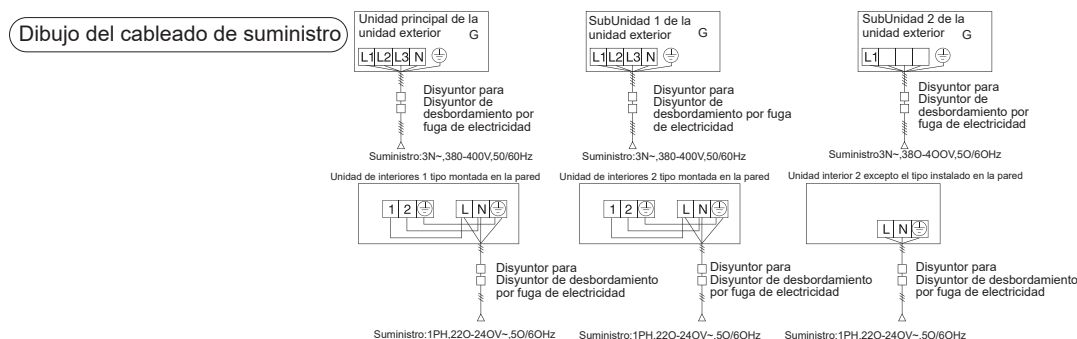 Dibujo del cableado de suministro
Unidad principal de la
unidad exterior G
L1 L2 L3 N
Disyuntor para
Disyuntor de
desbordamiento por
fuga de electricidad
Suministro:3N~,380-400V,50/60Hz
SubUnidad 1 de la
unidad exterior G
L1 L2 L3 N
Disyuntor para
Disyuntor de
desbordamiento por fuga
de electricidad
Suministro:3N~,380-400V,50/60Hz
SubUnidad 2 de la
unidad exterior G
L1
Disyuntor para
Disyuntor de
desbordamiento por
fuga de electricidad
Suministro3N~,38O-4OOV,5O/6OHz
Unidad de interiores 1 tipo montada en la pared
1 2 L N
Disyuntor para
Disyuntor de desbordamiento
por fuga de electricidad
Suministro:1PH,22O-24OV~,5O/6OHz
Unidad de interiores 2 tipo montada en la pared
1 2 L N
Disyuntor para
Disyuntor de desbordamiento
por fuga de electricidad
Suministro:1PH,22O-24OV~,5O/6OHz
Unidad interior 2 excepto el tipo instalado en la pared
L N
Disyuntor para
Disyuntor de desbordamiento
por fuga de electricidad
Suministro:1PH,22O-24OV~,5O/6OHz